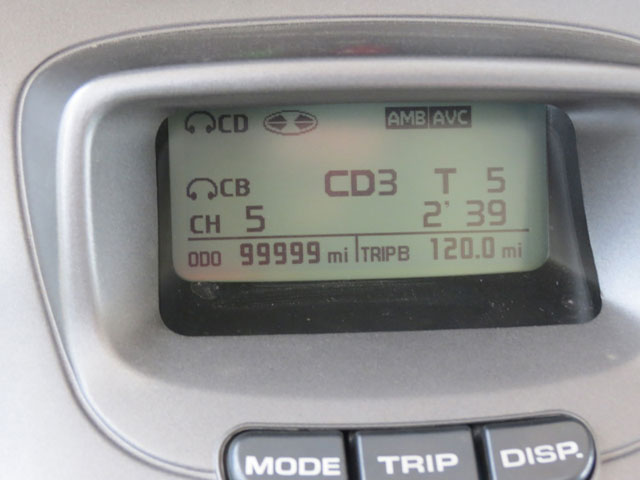 CD AMB AVC
CB CD3 T 5
CH 5 2' 39
ODO 99999 mi TRIP B 120.0 mi
MODE TRIP DISP.